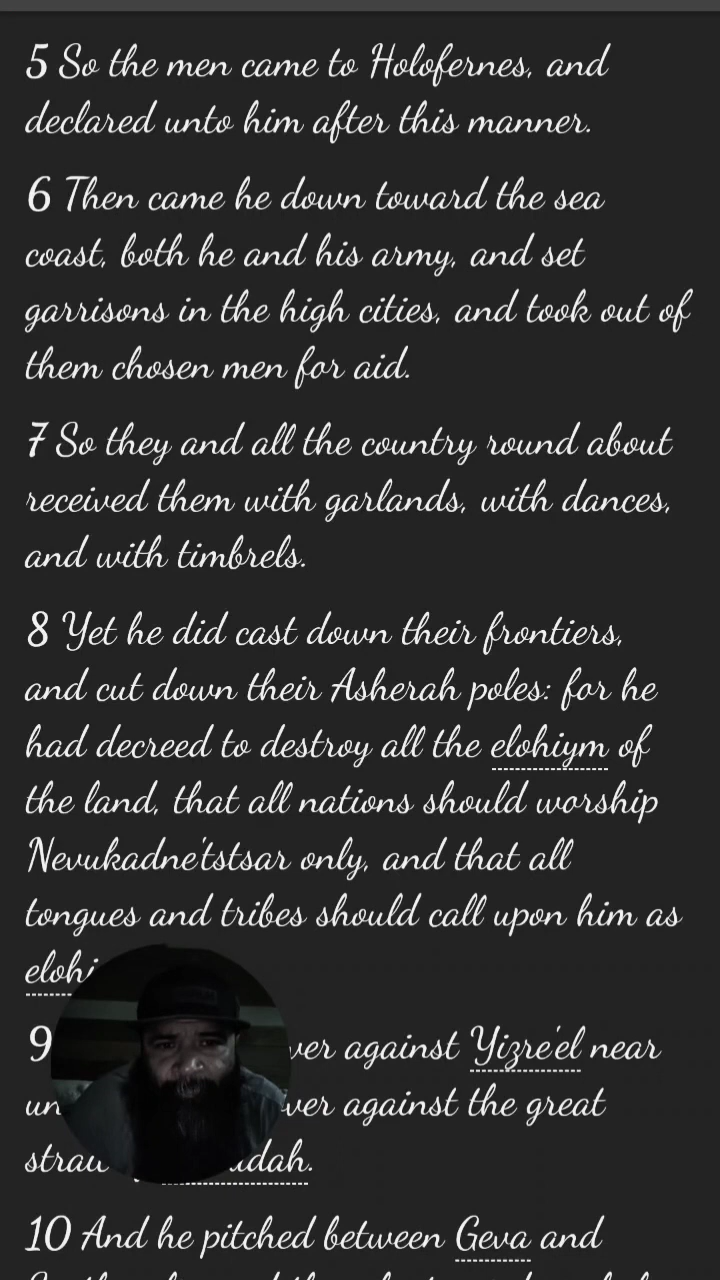 5 So the men came to Holofernes, and
declared unto him after this manner.
6 Then came he down toward the sea
coast, both he and his army, and set
garrisons in the high cities, and took out of
them chosen men for aid.
7 So they and all the country round about
received them with garlands, with dances,
and with timbrels.
8 Yet he did cast down their frontiers,
and cut down their Asherah poles: for he
had decreed to destroy all the elohiym of
the land, that all nations should worship
Nevukadne'tstsar only, and that all
tongues and tribes should call upon him as
9 against Yizre'el near
against the great
10 And he pitched between Geva and